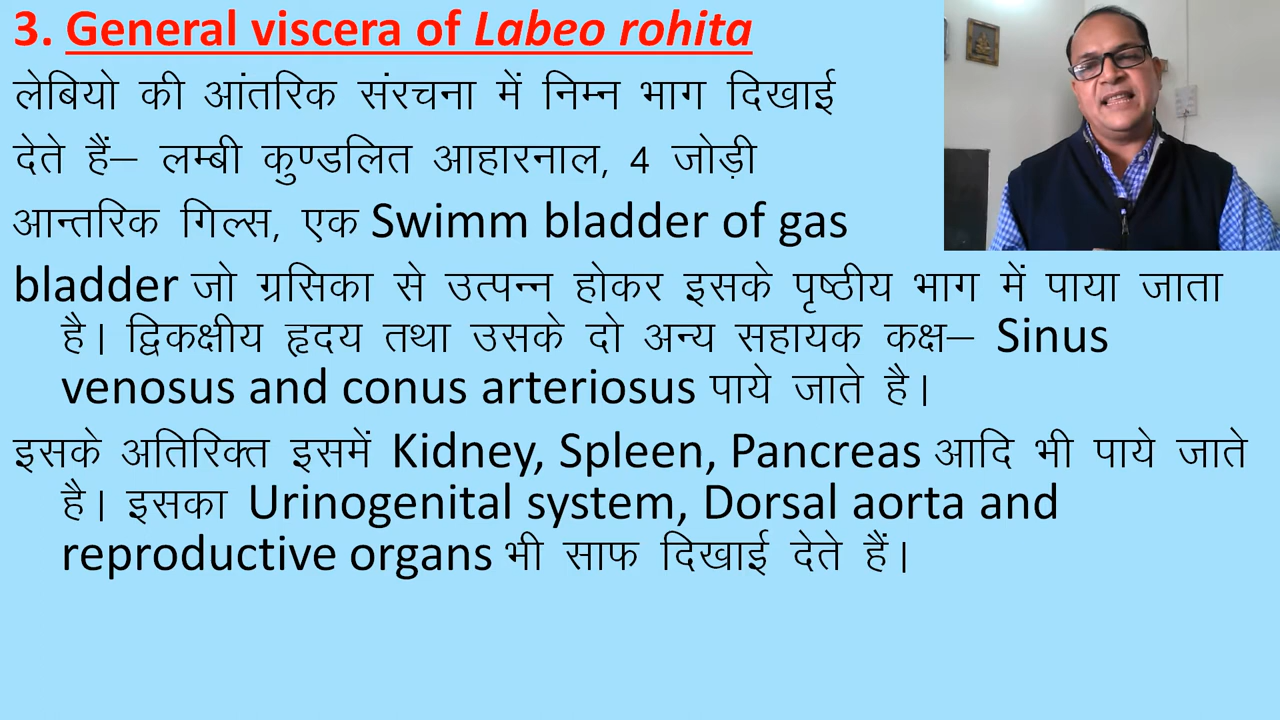 3. General viscera of Labeo rohita
लेबियो की आंतरिक संरचना में निम्न भाग दिखाई
देते हैं– लम्बी कुण्डलित आहारनाल, 4 जोड़ी
आन्तरिक गिल्स, एक Swimm bladder of gas
bladder जो ग्रसिका से उत्पन्न होकर इसके पृष्ठीय भाग में पाया जाता
है। द्विकक्षीय हृदय तथा उसके दो अन्य सहायक कक्ष– Sinus
venosus and conus arteriosus पाये जाते है।
इसके अतिरिक्त इसमें Kidney, Spleen, Pancreas आदि भी पाये जाते
है। इसका Urinogenital system, Dorsal aorta and
reproductive organs भी साफ दिखाई देते हैं।